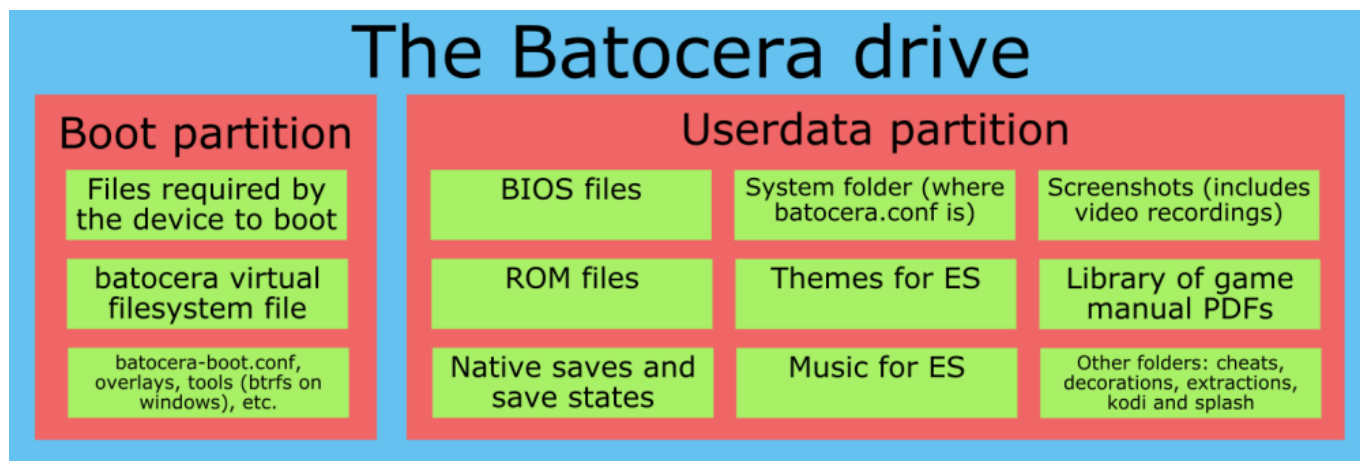 The Batocera drive
Boot partition
Files required by
the device to boot
batocera virtual
filesystem file
batocera-boot.conf,
overlays, tools (btrfs on
windows), etc.
Userdata partition
BIOS files
System folder (where
batocera.conf is)
Screenshots (includes
video recordings)
ROM files
Themes for ES
Library of game
manual PDFs
Native saves and
save states
Music for ES
Other folders: cheats,
decorations, extractions,
kodi and splash